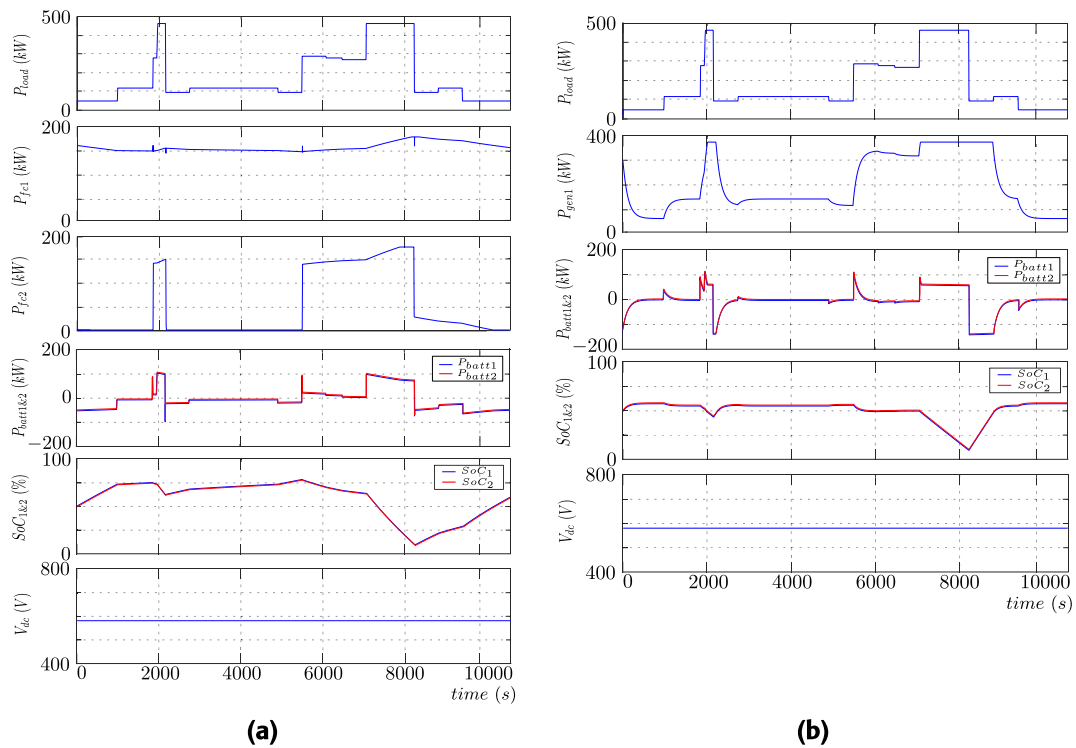 P_load (kW)
500
0
P_fc1 (kW)
200
0
P_fc2 (kW)
200
0
P_batt1&2 (kW)
200
0
−200
P_batt1
P_batt2
SoC_1&2 (%)
100
0
SoC_1
SoC_2
V_dc (V)
800
400
0 2000 4000 6000 8000 10000
time (s)
(a)
P_load (kW)
500
0
P_gen1 (kW)
400
0
P_batt1&2 (kW)
200
0
−200
P_batt1
P_batt2
SoC_1&2 (%)
100
0
SoC_1
SoC_2
V_dc (V)
800
400
0 2000 4000 6000 8000 10000
time (s)
(b)